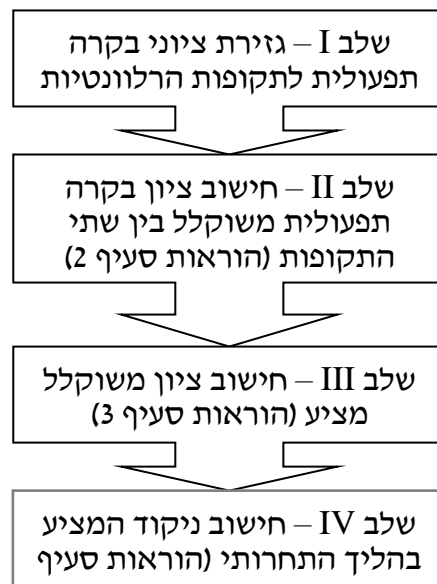 שלב I – גזירת ציוני בקרה
תפעולית לתקופות הרלוונטיות
שלב II – חישוב ציון בקרה
תפעולית משוקלל בין שתי
התקופות (הוראות סעיף 2)
שלב III – חישוב ציון משוקלל
מציע (הוראות סעיף 3)
שלב IV – חישוב ניקוד המציע
בהליך התחרותי (הוראות סעיף